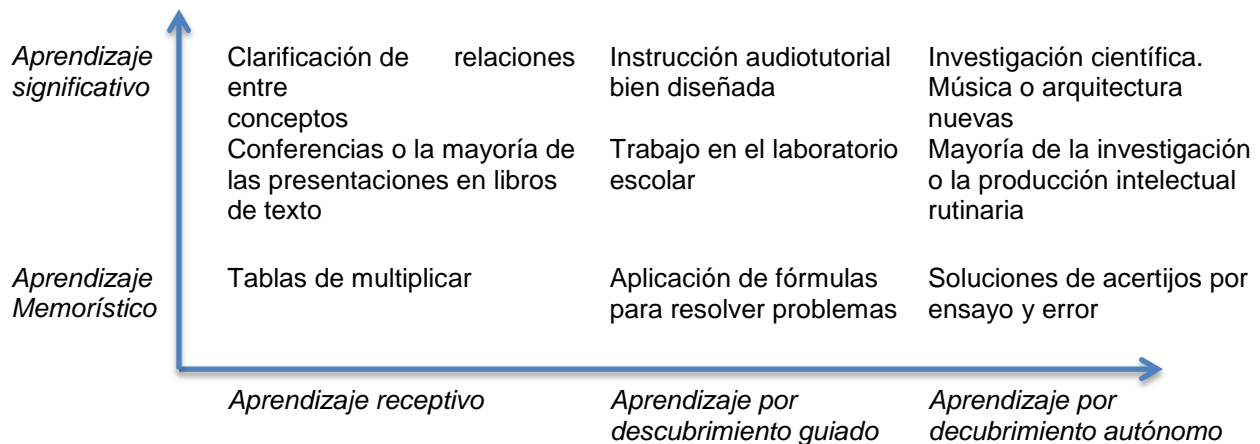 Aprendizaje
significativo
Clarificación de relaciones
entre
conceptos
Conferencias o la mayoría de
las presentaciones en libros
de texto
Instrucción audiotutorial
bien diseñada
Trabajo en el laboratorio
escolar
Investigación científica.
Música o arquitectura
nuevas
Mayoría de la investigación
o la producción intelectual
rutinaria
Aprendizaje
Memorístico
Tablas de multiplicar
Aplicación de fórmulas
para resolver problemas
Soluciones de acertijos por
ensayo y error
Aprendizaje receptivo
Aprendizaje por
descubrimiento guiado
Aprendizaje por
decubrimiento autónomo